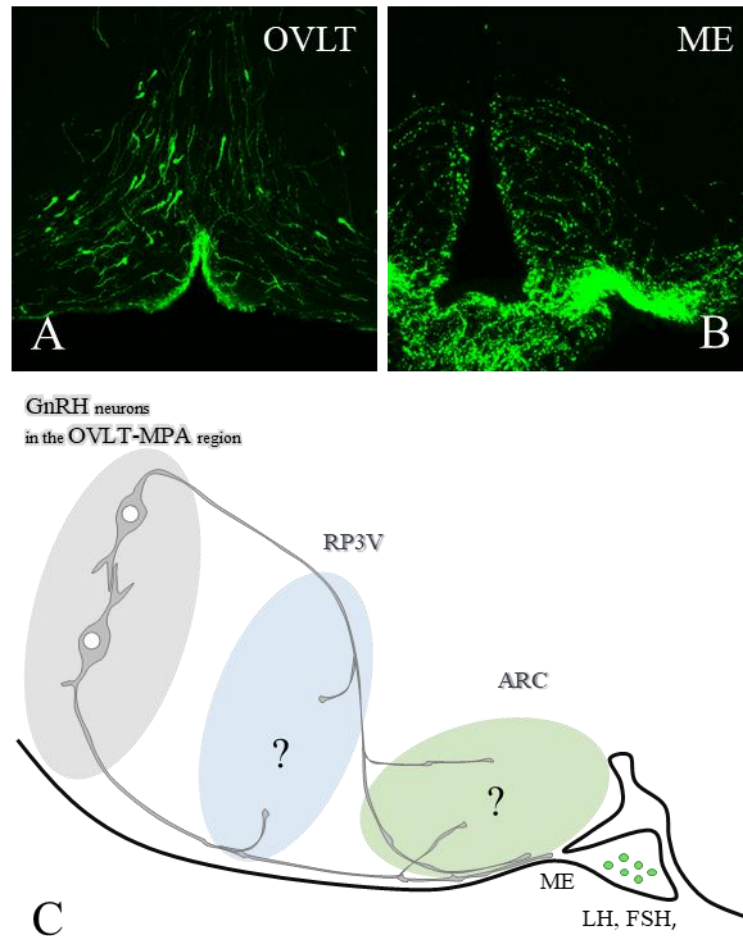 OVLT
ME
A
B
GnRH neurons
in the OVLT-MPA region
RP3V
ARC
?
?
ME
LH, FSH,
C